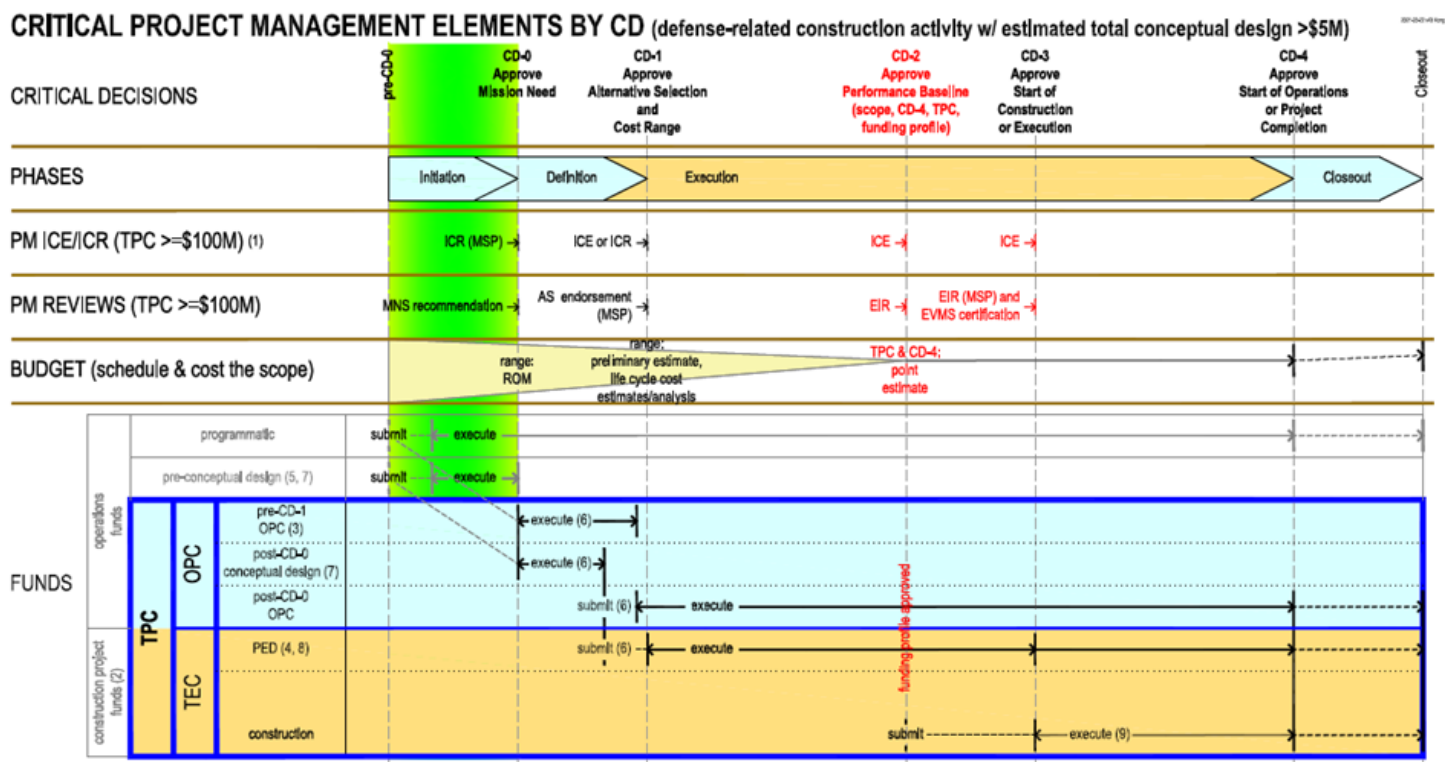 CRITICAL PROJECT MANAGEMENT ELEMENTS BY CD (defense-related construction activity w/ estimated total conceptual design >$5M)
CRITICAL DECISIONS
pre-CD-0
CD-0
Approve
Mission Need
CD-1
Approve
Alternative Selection
and
Cost Range
CD-2
Approve
Performance Baseline
(scope, CD-4, TPC,
funding profile)
CD-3
Approve
Start of
Construction
or Execution
CD-4
Approve
Start of Operations
or Project
Completion
Closeout
PHASES
Initiation
Definition
Execution
Closeout
PM ICE/ICR (TPC >=$100M) (1)
ICR (MSP)
ICE or ICR
ICE
ICE
PM REVIEWS (TPC >=$100M)
MNS recommendation
AS endorsement
(MSP)
EIR
EIR (MSP) and
EVMS certification
BUDGET (schedule & cost the scope)
range:
ROM
range:
preliminary estimate,
life cycle cost
estimates/analysis
TPC & CD-4:
point
estimate
FUNDS
operations
funds
programmatic
submit
execute
pre-conceptual design (5, 7)
submit
execute
TPC
OPC
pre-CD-1
OPC (3)
execute (6)
post-CD-0
conceptual design (7)
execute (6)
post-CD-0
OPC
submit (6)
execute
funding profile approved
construction project
funds (2)
TEC
PED (4, 8)
submit (6)
execute
construction
submit
execute (9)